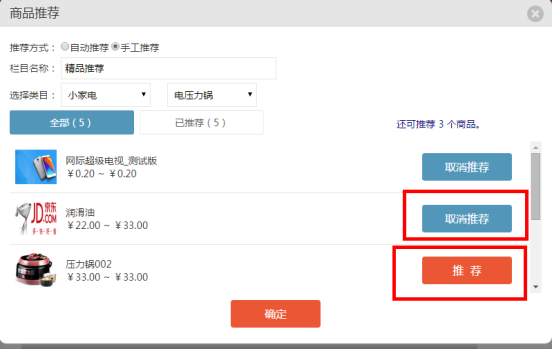 商品推荐
推荐方式： 自动推荐 手工推荐
栏目名称： 精品推荐
选择类目： 小家电 电压力锅
全部（5） 已推荐（5） 还可推荐 3 个商品。
网际超级电视_测试版
￥0.20 ~ ￥0.20
取消推荐
京东
JD.COM
润滑油
￥22.00 ~ ￥33.00
取消推荐
压力锅002
￥33.00 ~ ￥33.00
推 荐
确定